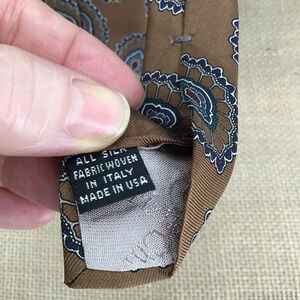 ALL SILK
FABRIC WOVEN
IN ITALY
MADE IN USA